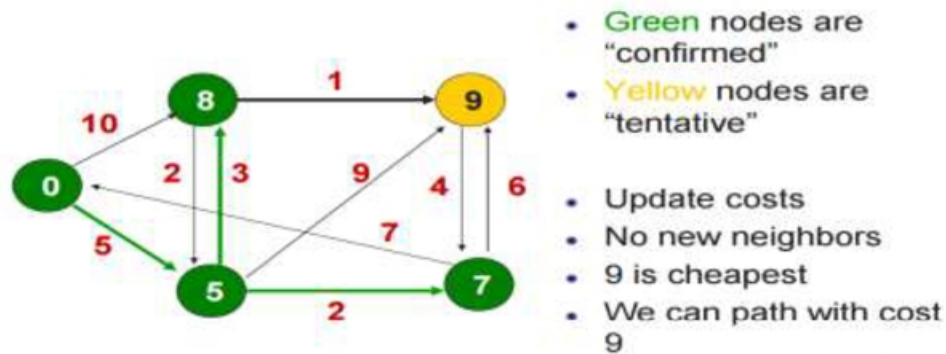 Green nodes are
"confirmed"
Yellow nodes are
"tentative"
Update costs
No new neighbors
9 is cheapest
We can path with cost
9
8
1
9
10
2
3
9
4
6
0
7
5
5
2
7